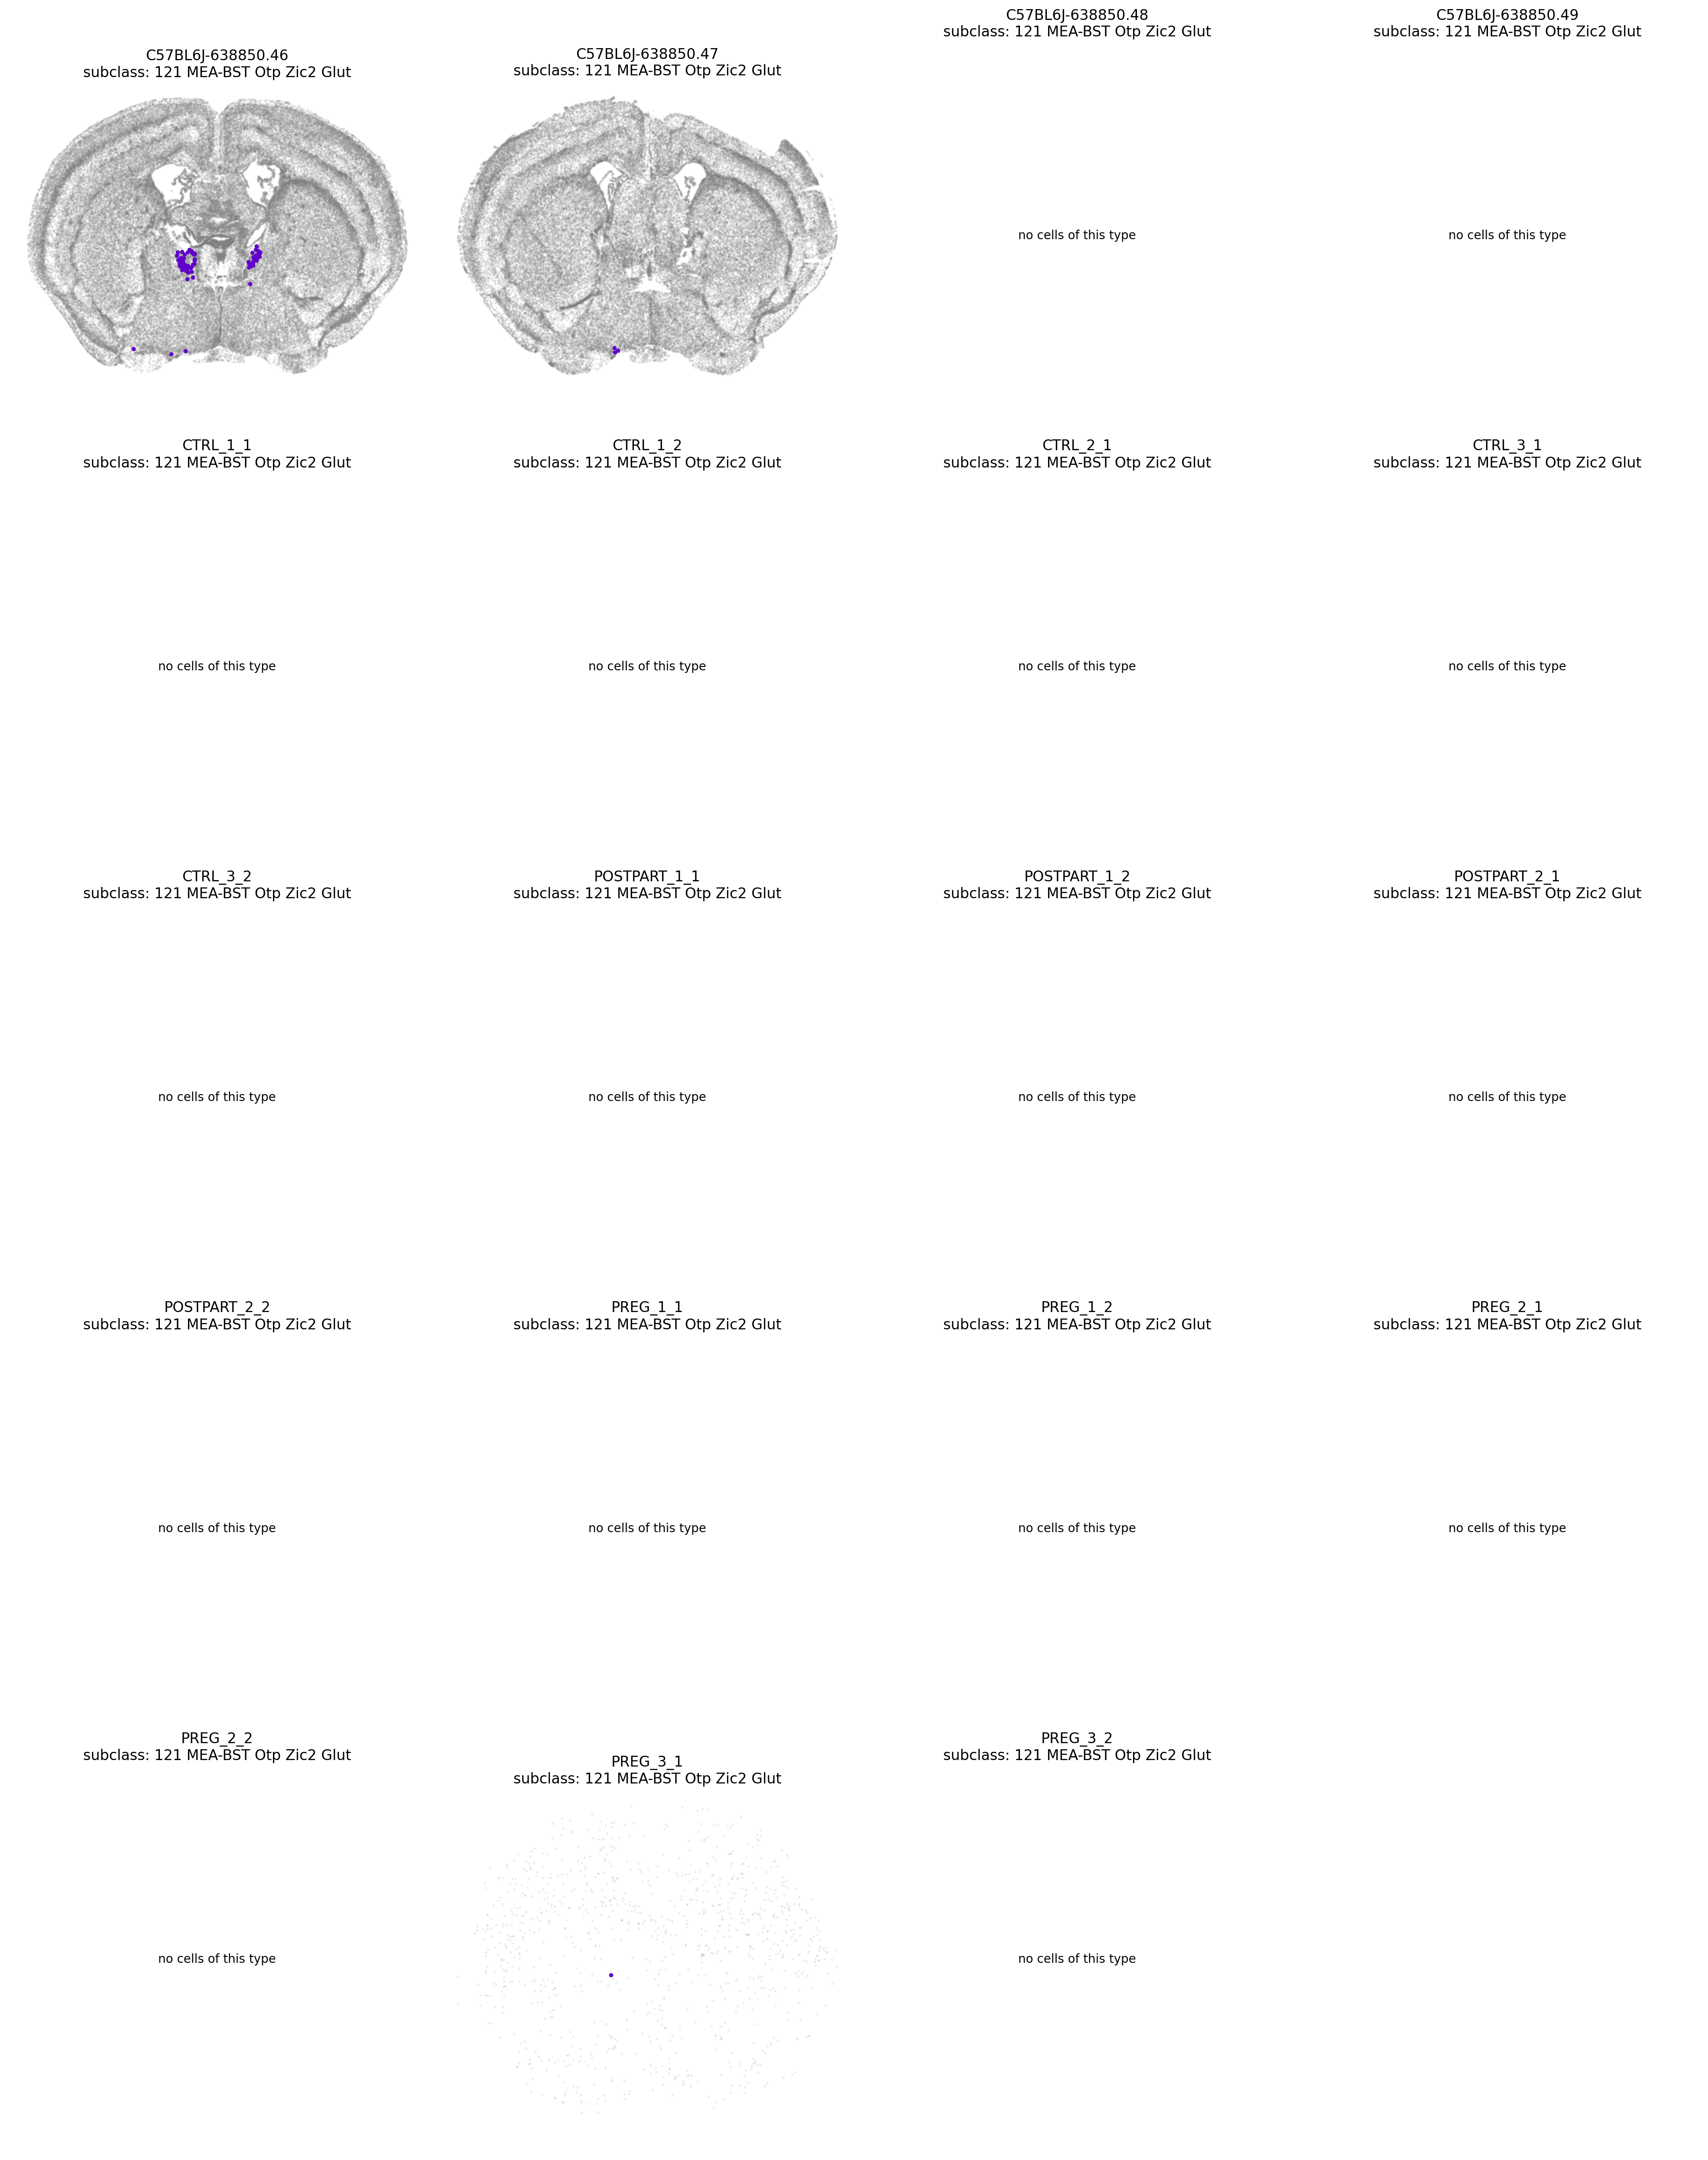 C57BL6J-638850.46
subclass: 121 MEA-BST Otp Zic2 Glut
C57BL6J-638850.47
subclass: 121 MEA-BST Otp Zic2 Glut
C57BL6J-638850.48
subclass: 121 MEA-BST Otp Zic2 Glut
no cells of this type
C57BL6J-638850.49
subclass: 121 MEA-BST Otp Zic2 Glut
no cells of this type
CTRL_1_1
subclass: 121 MEA-BST Otp Zic2 Glut
no cells of this type
CTRL_1_2
subclass: 121 MEA-BST Otp Zic2 Glut
no cells of this type
CTRL_2_1
subclass: 121 MEA-BST Otp Zic2 Glut
no cells of this type
CTRL_3_1
subclass: 121 MEA-BST Otp Zic2 Glut
no cells of this type
CTRL_3_2
subclass: 121 MEA-BST Otp Zic2 Glut
no cells of this type
POSTPART_1_1
subclass: 121 MEA-BST Otp Zic2 Glut
no cells of this type
POSTPART_1_2
subclass: 121 MEA-BST Otp Zic2 Glut
no cells of this type
POSTPART_2_1
subclass: 121 MEA-BST Otp Zic2 Glut
no cells of this type
POSTPART_2_2
subclass: 121 MEA-BST Otp Zic2 Glut
no cells of this type
PREG_1_1
subclass: 121 MEA-BST Otp Zic2 Glut
no cells of this type
PREG_1_2
subclass: 121 MEA-BST Otp Zic2 Glut
no cells of this type
PREG_2_1
subclass: 121 MEA-BST Otp Zic2 Glut
no cells of this type
PREG_2_2
subclass: 121 MEA-BST Otp Zic2 Glut
no cells of this type
PREG_3_1
subclass: 121 MEA-BST Otp Zic2 Glut
PREG_3_2
subclass: 121 MEA-BST Otp Zic2 Glut
no cells of this type